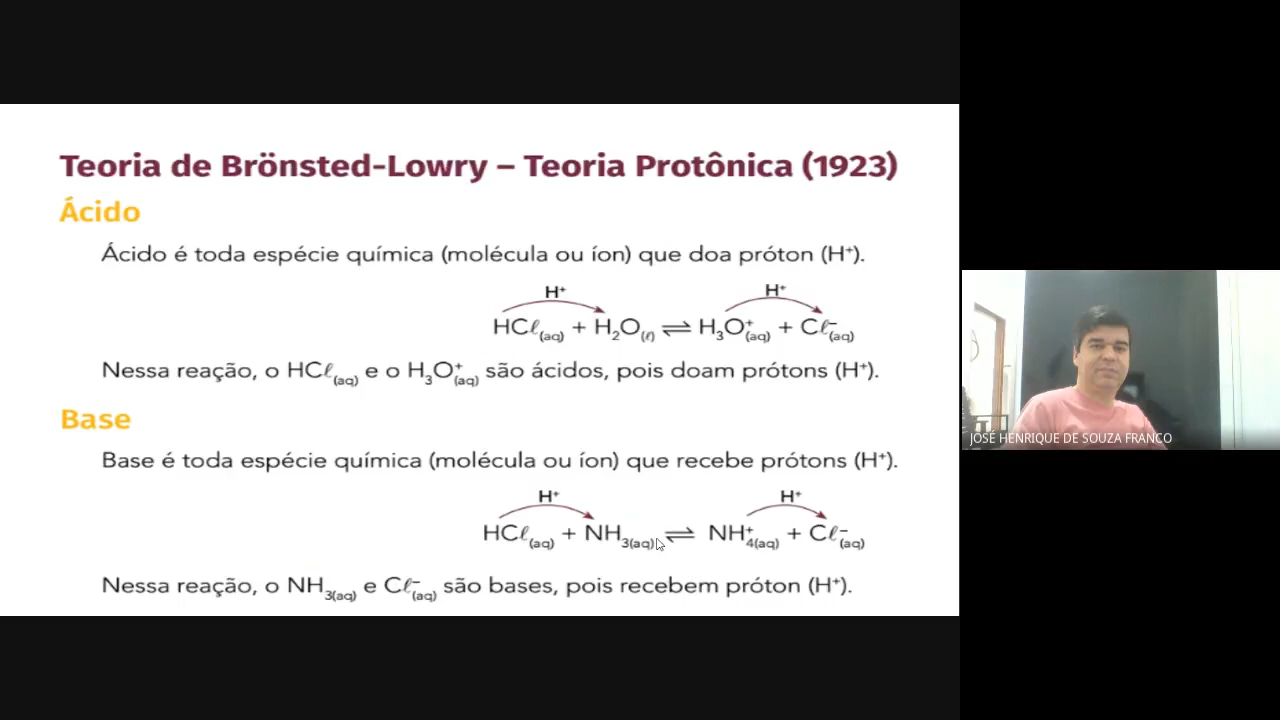 Teoria de Brönsted-Lowry – Teoria Protônica (1923)
Ácido
Ácido é toda espécie química (molécula ou íon) que doa próton (H⁺).
H⁺ H⁺
HCℓ(aq) + H₂O(ℓ) ⇌ H₃O⁺(aq) + Cℓ⁻(aq)
Nessa reação, o HCℓ(aq) e o H₃O⁺(aq) são ácidos, pois doam prótons (H⁺).
Base
Base é toda espécie química (molécula ou íon) que recebe prótons (H⁺).
H⁺ H⁺
HCℓ(aq) + NH₃(aq) ⇌ NH₄⁺(aq) + Cℓ⁻(aq)
Nessa reação, o NH₃(aq) e Cℓ⁻(aq) são bases, pois recebem próton (H⁺).
JOSÉ HENRIQUE DE SOUZA FRANCO